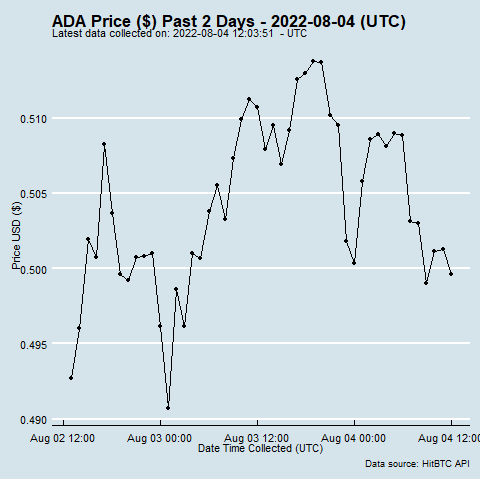 ADA Price ($) Past 2 Days - 2022-08-04 (UTC)
Latest data collected on: 2022-08-04 12:03:51  - UTC
Price USD ($)
0.510
0.505
0.500
0.495
0.490
Aug 02 12:00
Aug 03 00:00
Aug 03 12:00
Aug 04 00:00
Aug 04 12:00
Date Time Collected (UTC)
Data source: HitBTC API